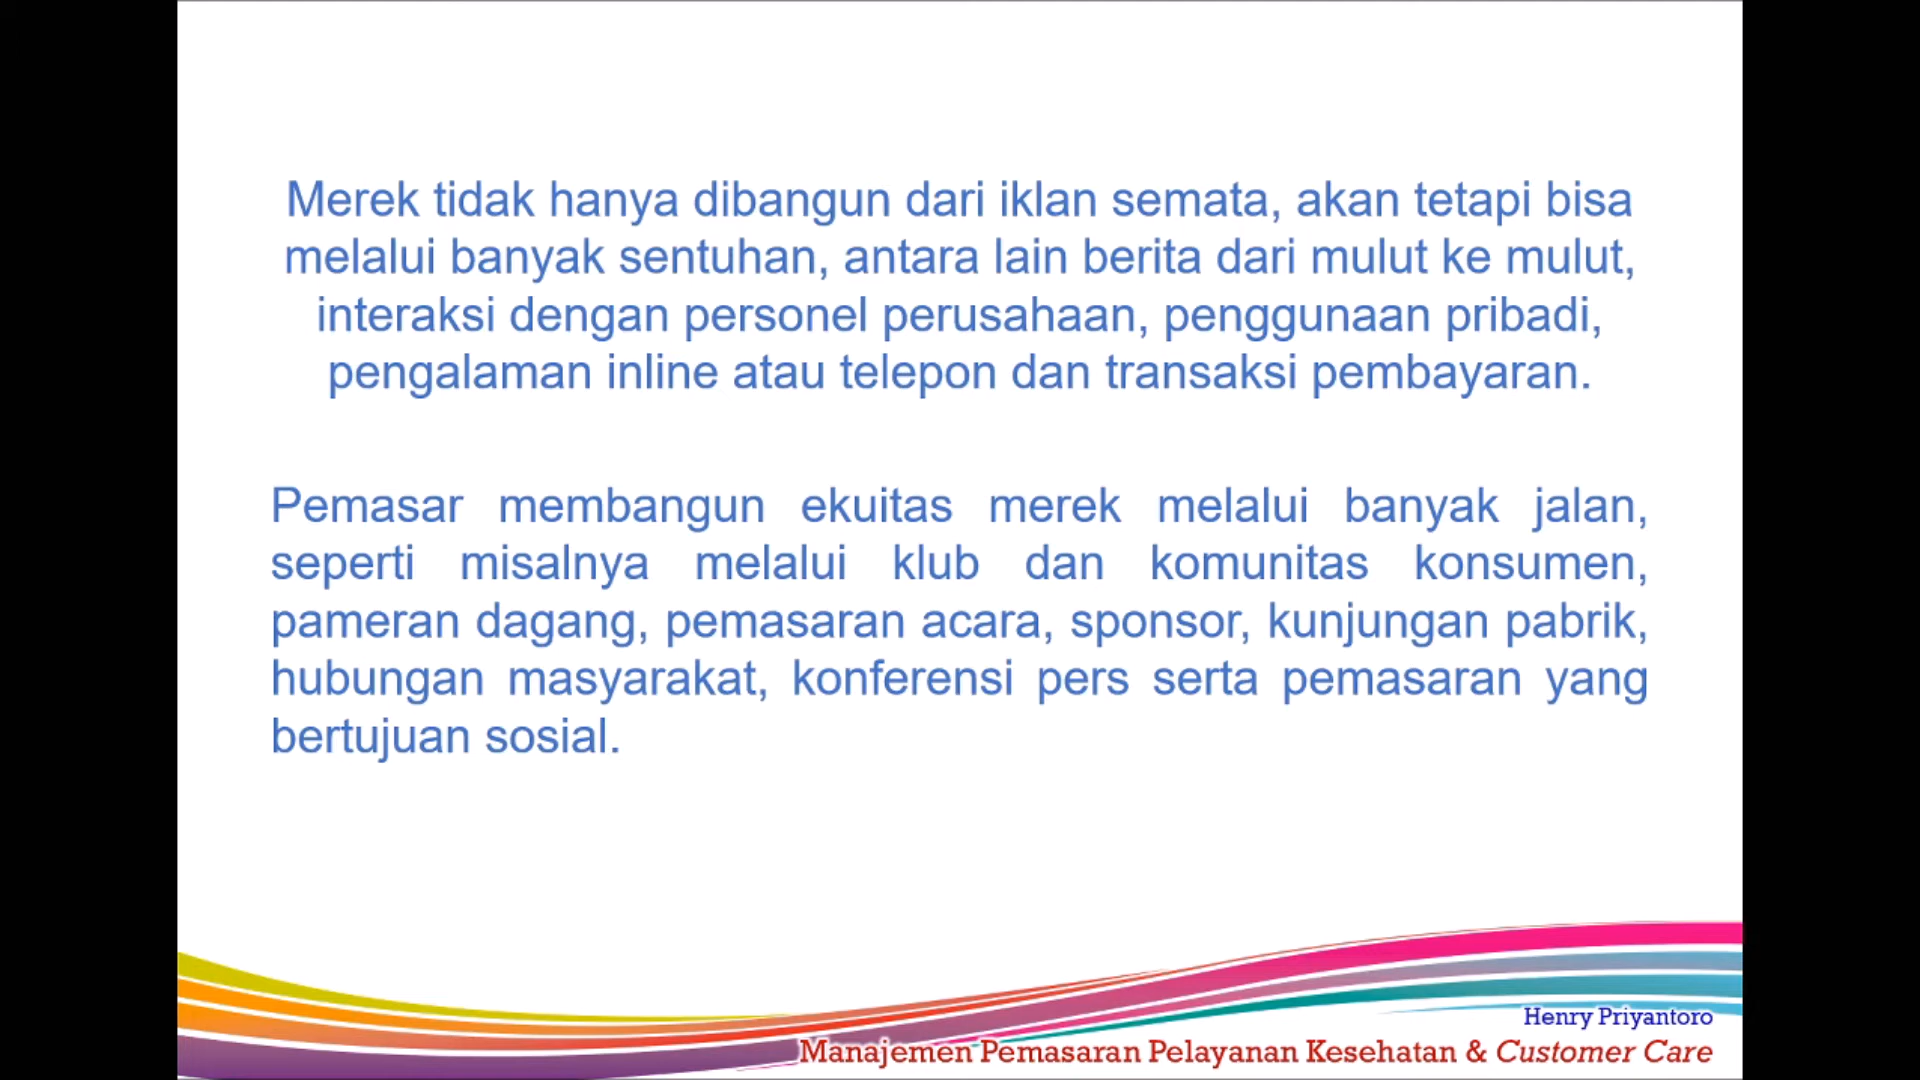 Merek tidak hanya dibangun dari iklan semata, akan tetapi bisa
melalui banyak sentuhan, antara lain berita dari mulut ke mulut,
interaksi dengan personel perusahaan, penggunaan pribadi,
pengalaman inline atau telepon dan transaksi pembayaran.
Pemasar membangun ekuitas merek melalui banyak jalan,
seperti misalnya melalui klub dan komunitas konsumen,
pameran dagang, pemasaran acara, sponsor, kunjungan pabrik,
hubungan masyarakat, konferensi pers serta pemasaran yang
bertujuan sosial.
Henry Priyantoro
Manajemen Pemasaran Pelayanan Kesehatan & Customer Care